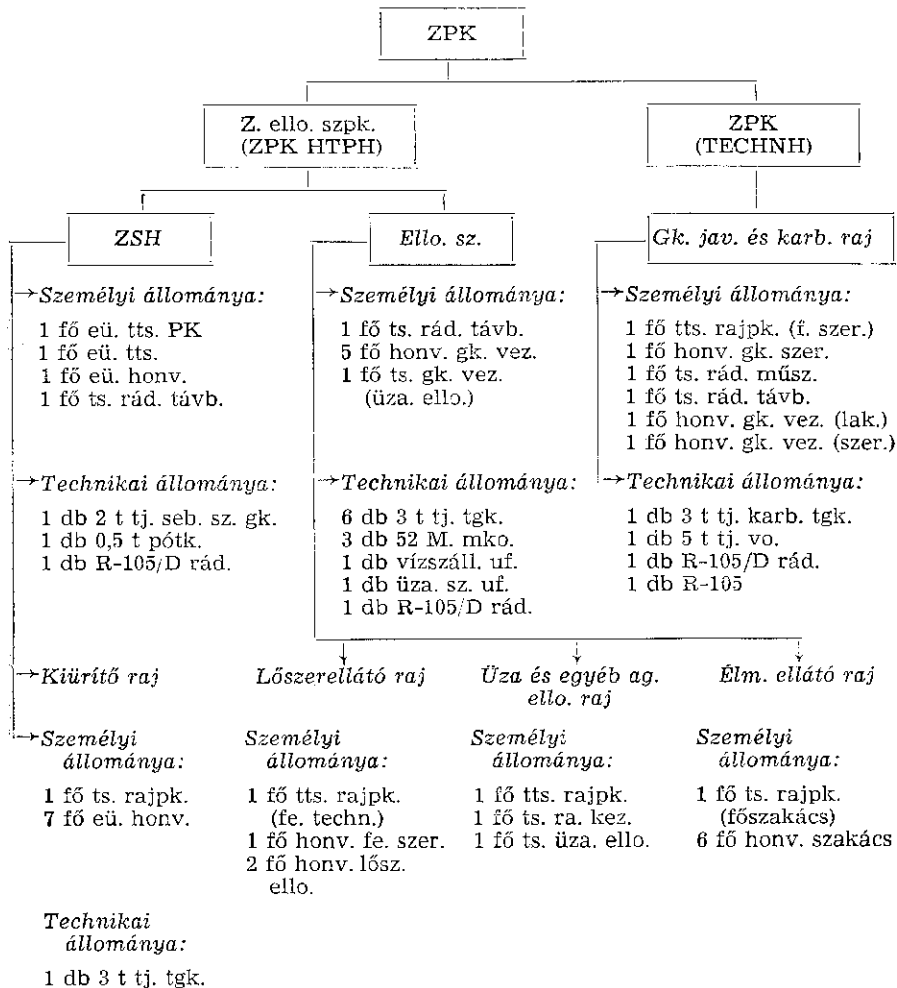 ZPK
Z. ello. szpk.
(ZPK HTPH)
ZPK
(TECHNH)
ZSH
→Személyi állománya:
1 fő eü. tts. PK
1 fő eü. tts.
1 fő eü. honv.
1 fő ts. rád. távb.
→Technikai állománya:
1 db 2 t tj. seb. sz. gk.
1 db 0,5 t pótk.
1 db R-105/D rád.
Ello. sz.
→Személyi állománya:
1 fő ts. rád. távb.
5 fő honv. gk. vez.
1 fő ts. gk. vez.
(üza. ello.)
→Technikai állománya:
6 db 3 t tj. tgk.
3 db 52 M. mko.
1 db vízszáll. uf.
1 db üza. sz. uf.
1 db R-105/D rád.
Gk. jav. és karb. raj
→Személyi állománya:
1 fő tts. rajpk. (f. szer.)
1 fő honv. gk. szer.
1 fő ts. rád. műsz.
1 fő ts. rád. távb.
1 fő honv. gk. vez. (lak.)
1 fő honv. gk. vez. (szer.)
→Technikai állománya:
1 db 3 t tj. karb. tgk.
1 db 5 t tj. vo.
1 db R-105/D rád.
1 db R-105
→Kiürítő raj
→Személyi
állománya:
1 fő ts. rajpk.
7 fő eü. honv.
Technikai
állománya:
1 db 3 t tj. tgk.
Lőszerellátó raj
Személyi
állománya:
1 fő tts. rajpk.
(fe. techn.)
1 fő honv. fe. szer.
2 fő honv. lősz.
ello.
Üza és egyéb ag.
ello. raj
Személyi
állománya:
1 fő tts. rajpk.
1 fő ts. ra. kez.
1 fő ts. üza. ello.
Élm. ellátó raj
Személyi
állománya:
1 fő ts. rajpk.
(főszakács)
6 fő honv. szakács